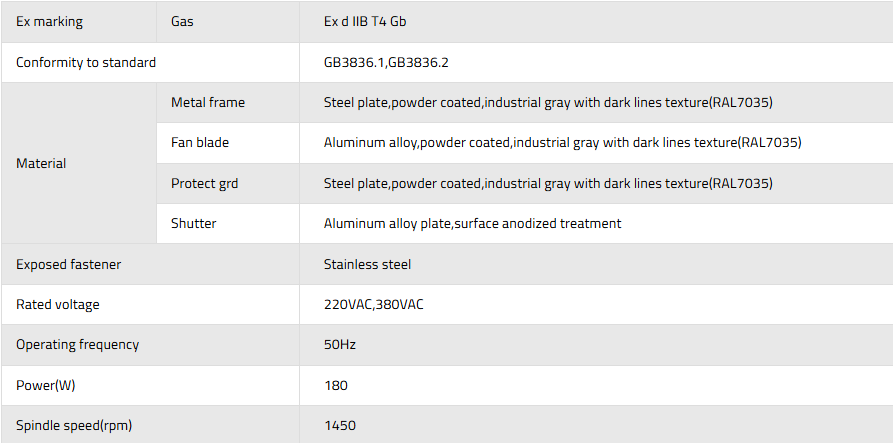 Ex marking Gas Ex d IIB T4 Gb
Conformity to standard GB3836.1,GB3836.2
Metal frame Steel plate,powder coated,industrial gray with dark lines texture(RAL7035)
Fan blade Aluminum alloy,powder coated,industrial gray with dark lines texture(RAL7035)
Material
Protect grd Steel plate,powder coated,industrial gray with dark lines texture(RAL7035)
Shutter Aluminum alloy plate,surface anodized treatment
Exposed fastener Stainless steel
Rated voltage 220VAC,380VAC
Operating frequency 50Hz
Power(W) 180
Spindle speed(rpm) 1450